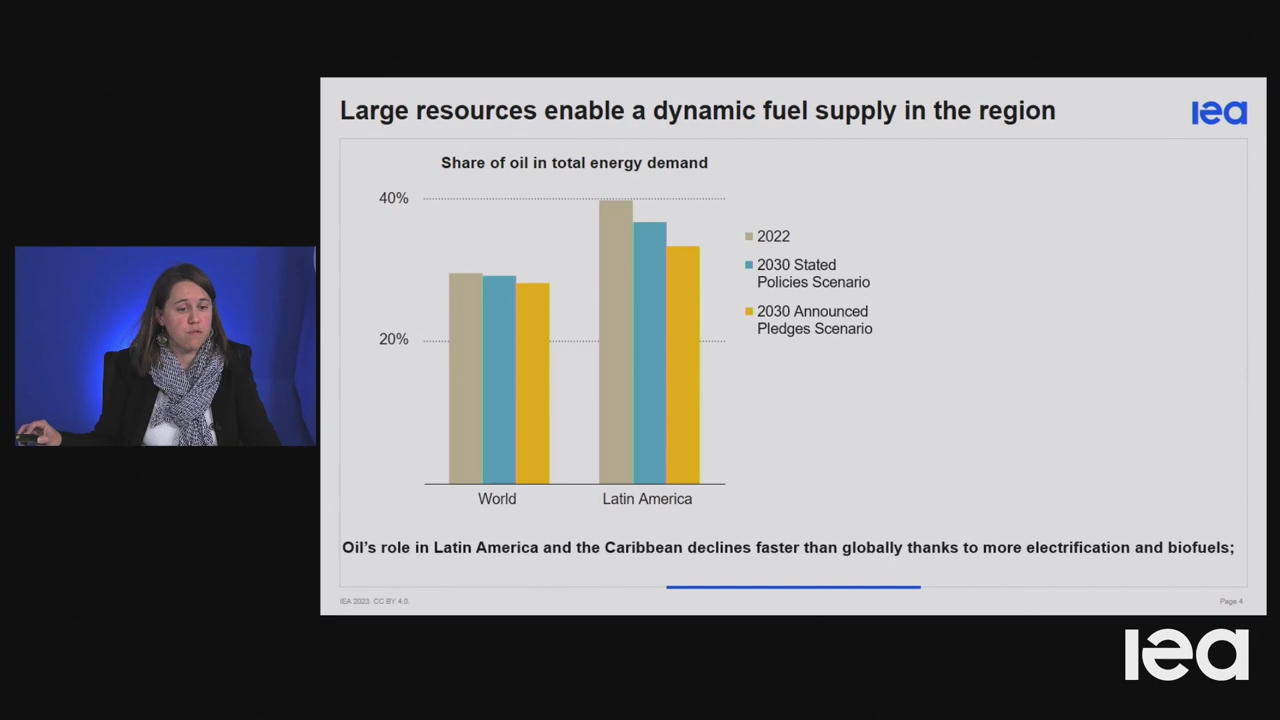 Large resources enable a dynamic fuel supply in the region
iea
Share of oil in total energy demand
40%
20%
World
Latin America
2022
2030 Stated
Policies Scenario
2030 Announced
Pledges Scenario
Oil's role in Latin America and the Caribbean declines faster than globally thanks to more electrification and biofuels;
IEA 2023. CC BY 4.0.
Page 4
iea